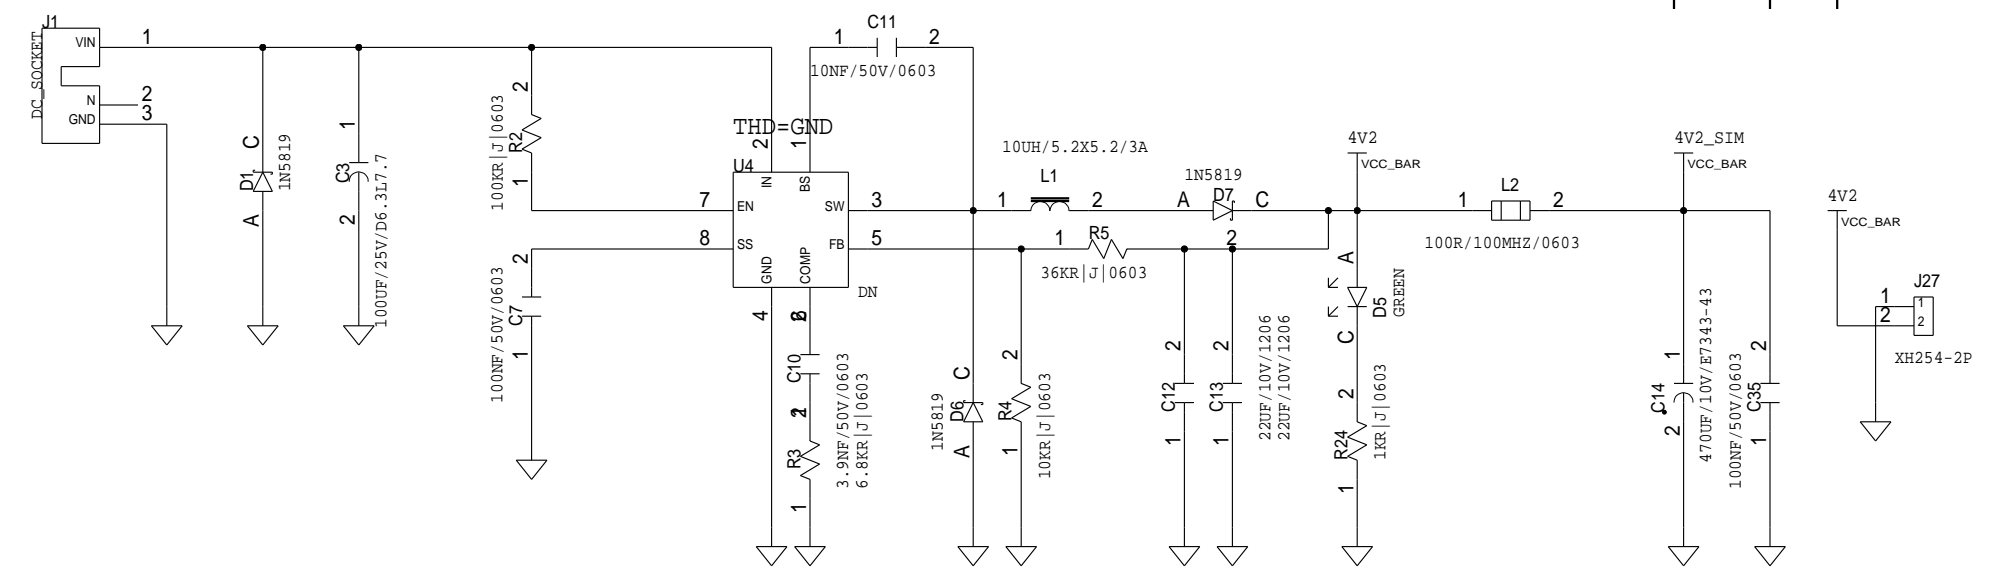 J1
DC_SOCKET
VIN
1
N
2
GND
3
D1
C
A
1N5819
C3
1
2
100UF/25V/D6.3L7.7
R2
2
1
100KR|J|0603
C7
2
1
100NF/50V/0603
THD=GND
U4
2
1
IN
BS
7
EN
SW
3
8
SS
FB
5
GND
COMP
4
6
DN
C11
1
2
10NF/50V/0603
C10
3.9NF/50V/0603
6.8KR|J|0603
R3
1
10UH/5.2X5.2/3A
L1
1
2
1N5819
D7
A
C
1
R5
2
36KR|J|0603
1N5819
D6
C
A
R4
2
1
10KR|J|0603
C12
2
1
C13
2
1
22UF/10V/1206
22UF/10V/1206
4V2
VCC_BAR
A
D5
GREEN
C
2
R24
1
1KR|J|0603
1
L2
2
100R/100MHZ/0603
4V2_SIM
VCC_BAR
C14
1
2
470UF/10V/E7343-43
100NF/50V/0603
C35
2
1
4V2
VCC_BAR
J27
1
1
2
2
XH254-2P